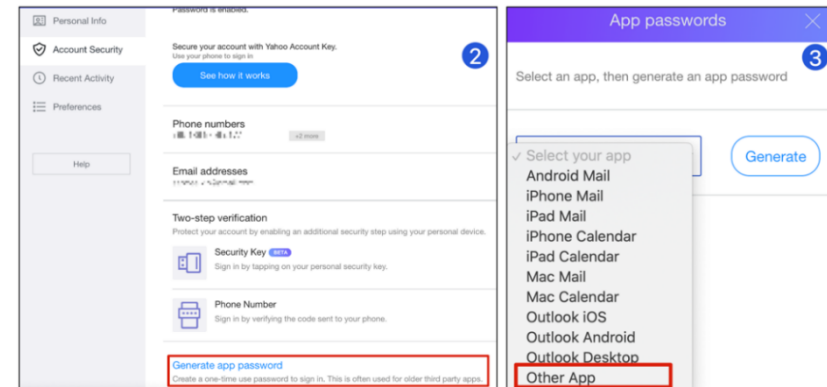 Personal Info
Account Security
Recent Activity
Preferences
Help
Password is enabled.
Secure your account with Yahoo Account Key.
Use your phone to sign in
See how it works
2
Phone numbers
+2 more
Email addresses
Two-step verification
Protect your account by enabling an additional security step using your personal device.
Security Key BETA
Sign in by tapping on your personal security key.
Phone Number
Sign in by verifying the code sent to your phone.
Generate app password
Create a one-time use password to sign in. This is often used for older third party apps.
App passwords
3
Select an app, then generate an app password
✓ Select your app
Generate
Android Mail
iPhone Mail
iPad Mail
iPhone Calendar
iPad Calendar
Mac Mail
Mac Calendar
Outlook iOS
Outlook Android
Outlook Desktop
Other App